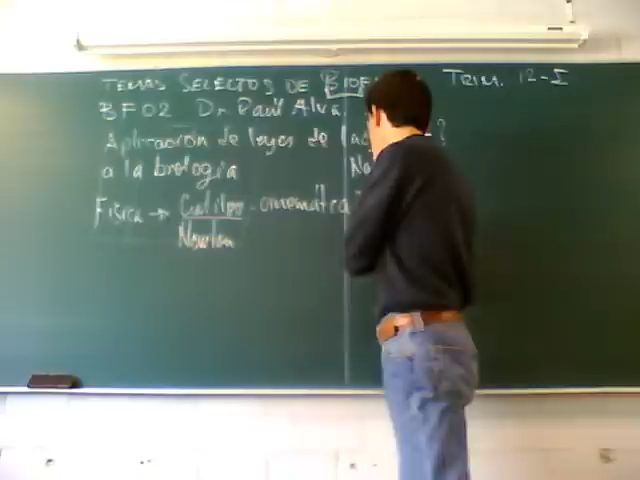 TEMAS SELECTOS DE BIOF TRIM. 12-I
BF02 Dr Raúl Alva
Aplicación de leyes de la ?
a la biología No
Física → Galileo - cinemática
Newton